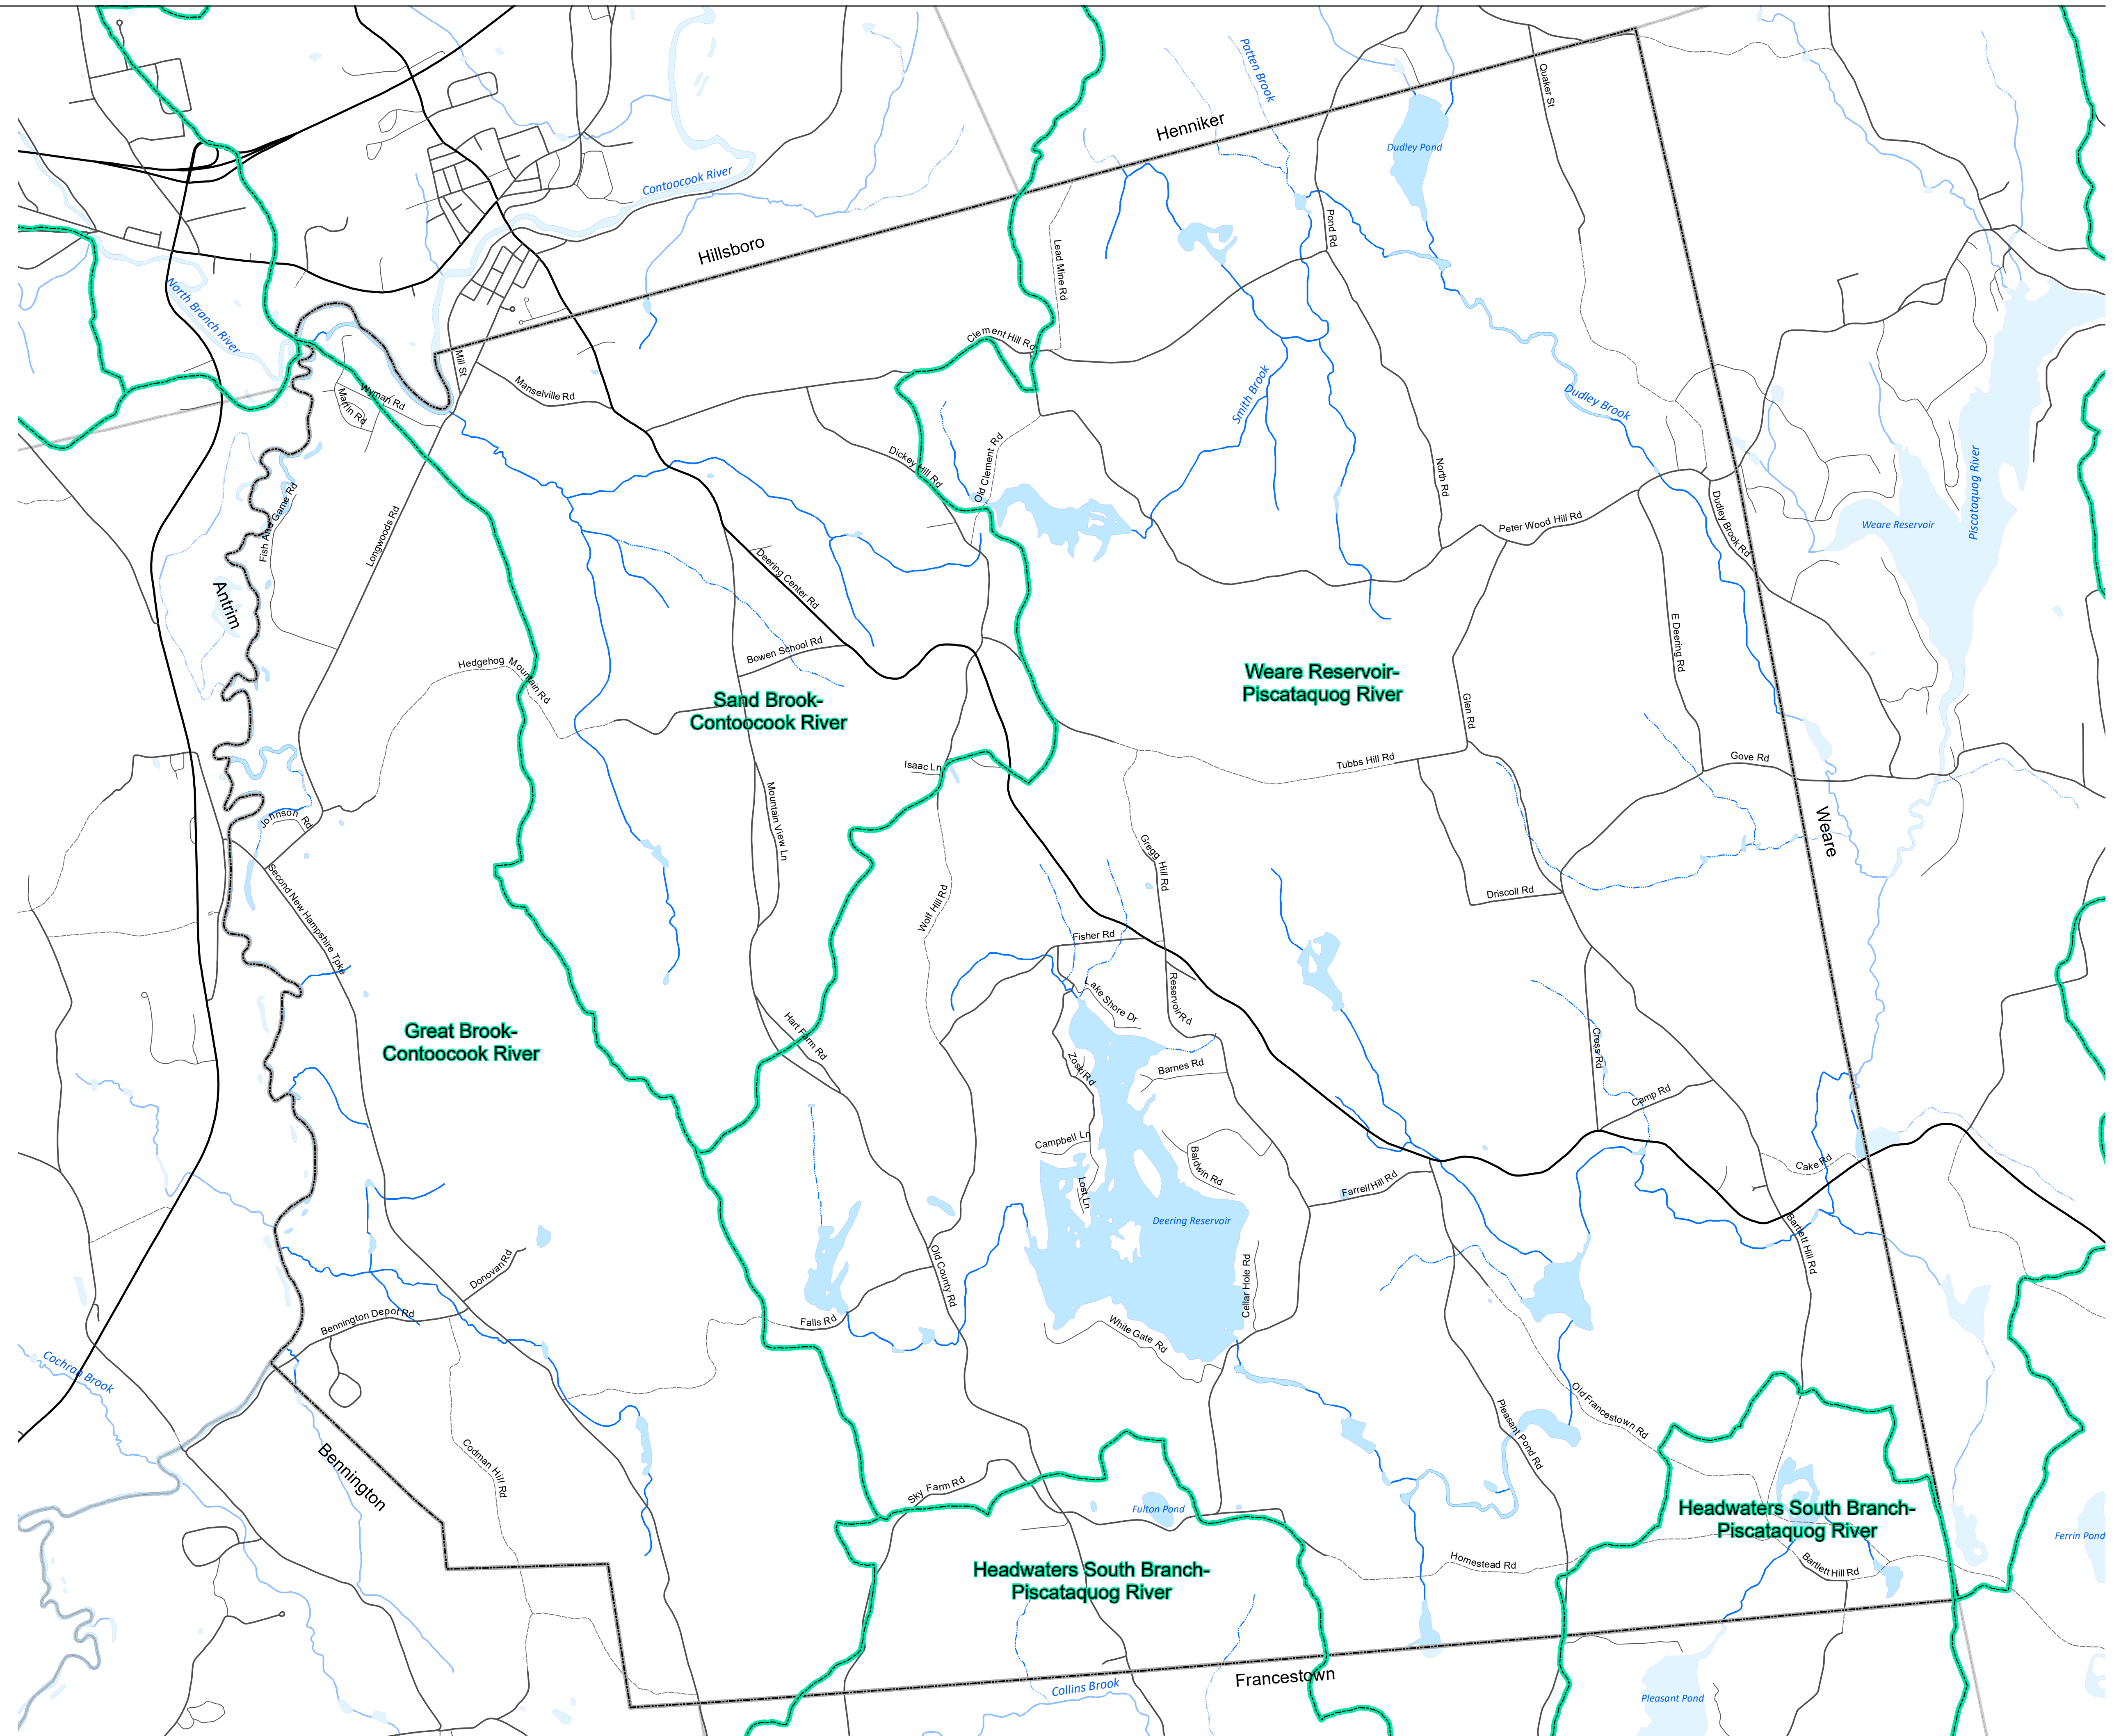 Patten Brook
Quaker St
Henniker
Dudley Pond
Contoocook River
Hillsboro
Pond Rd
Lead Mine Rd
North Branch River
Clement Hill Rd
Mill St
Manselville Rd
Wyman Rd
Martin Rd
Smith Brook
Dudley Brook
Dickey Hill Rd
Old Clement Rd
North Rd
Piscataquog River
Fish And Game Rd
Longwoods Rd
Peter Wood Hill Rd
Dudley Brook Rd
Weare Reservoir
Antrim
Deering Center Rd
Bowen School Rd
E Deering Rd
Hedgehog Mountain Rd
Weare Reservoir-
Piscataquog River
Sand Brook-
Contoocook River
Glen Rd
Isaac Ln
Tubbs Hill Rd
Gove Rd
Mountain View Ln
Johnson Rd
Weare
Gregg Hill Rd
Second New Hampshire Tpke
Wolf Hill Rd
Driscoll Rd
Fisher Rd
Lake Shore Dr
Reservoir Rd
Great Brook-
Contoocook River
Hart Farm Rd
Cross Rd
Zoski Rd
Barnes Rd
Camp Rd
Campbell Ln
Baldwin Rd
Cake Rd
Lost Ln
Farrell Hill Rd
Deering Reservoir
Bartlett Hill Rd
Old County Rd
Donovan Rd
Cellar Hole Rd
Bennington Depot Rd
Falls Rd
White Gate Rd
Cochran Brook
Old Francestown Rd
Pleasant Pond Rd
Bennington
Codman Hill Rd
Sky Farm Rd
Fulton Pond
Headwaters South Branch-
Piscataquog River
Ferrin Pond
Homestead Rd
Bartlett Hill Rd
Headwaters South Branch-
Piscataquog River
Francestown
Collins Brook
Pleasant Pond